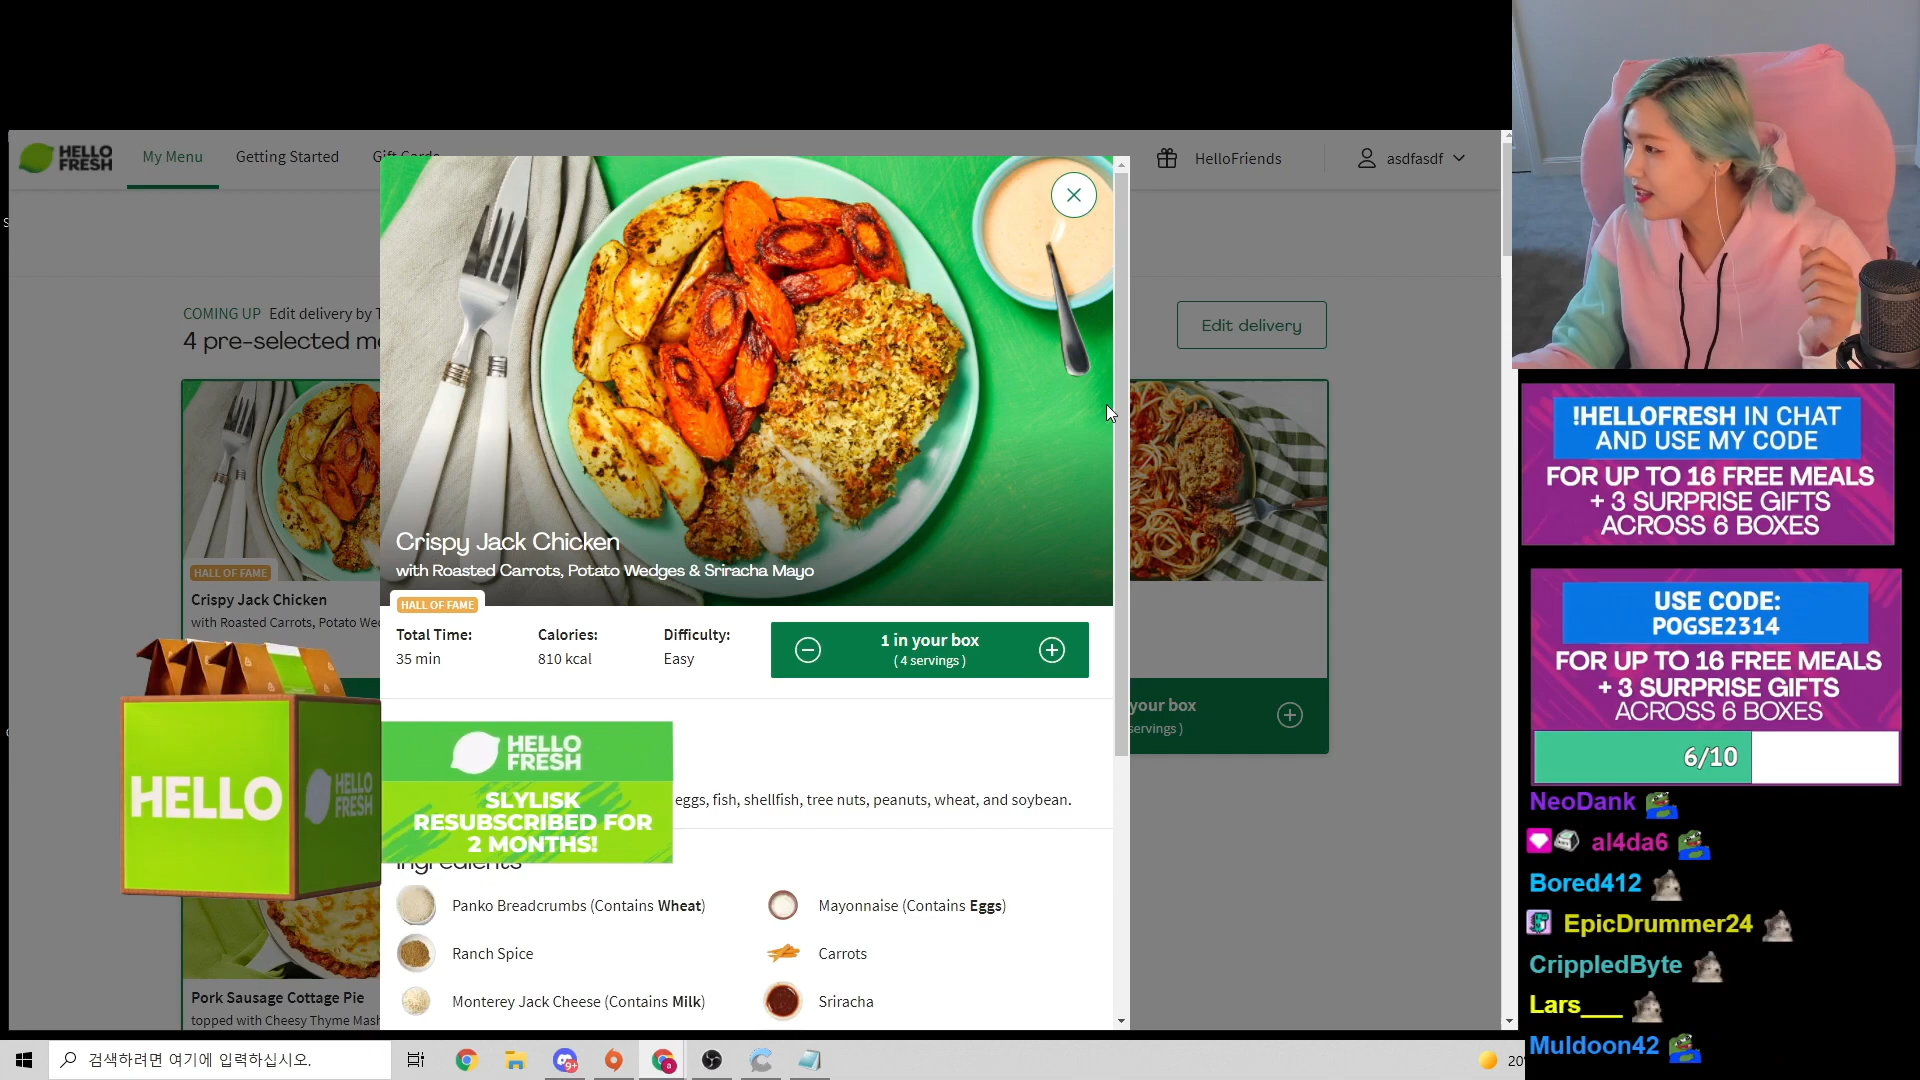 HELLO
FRESH
My Menu
Getting Started
Gift Cards
HelloFriends
asdfasdf
COMING UP Edit delivery by
4 pre-selected
Edit delivery
Crispy Jack Chicken
with Roasted Carrots, Potato Wedges & Sriracha Mayo
HALL OF FAME
Total Time:
35 min
Calories:
810 kcal
Difficulty:
Easy
1 in your box
( 4 servings )
HALL OF FAME
Crispy Jack Chicken
with Roasted Carrots, Potato
your box
servings )
HELLO
HELLO
FRESH
HELLO
FRESH
SLYLISK
RESUBSCRIBED FOR
2 MONTHS!
eggs, fish, shellfish, tree nuts, peanuts, wheat, and soybean.
Ingredients
Panko Breadcrumbs (Contains Wheat)
Mayonnaise (Contains Eggs)
Ranch Spice
Carrots
Monterey Jack Cheese (Contains Milk)
Sriracha
Pork Sausage Cottage Pie
topped with Cheesy Thyme Mash
!HELLOFRESH IN CHAT
AND USE MY CODE
FOR UP TO 16 FREE MEALS
+ 3 SURPRISE GIFTS
ACROSS 6 BOXES
USE CODE:
POGSE2314
FOR UP TO 16 FREE MEALS
+ 3 SURPRISE GIFTS
ACROSS 6 BOXES
6/10
NeoDank
al4da6
Bored412
EpicDrummer24
CrippledByte
Lars___
Muldoon42
검색하려면 여기에 입력하십시오.
9+
20